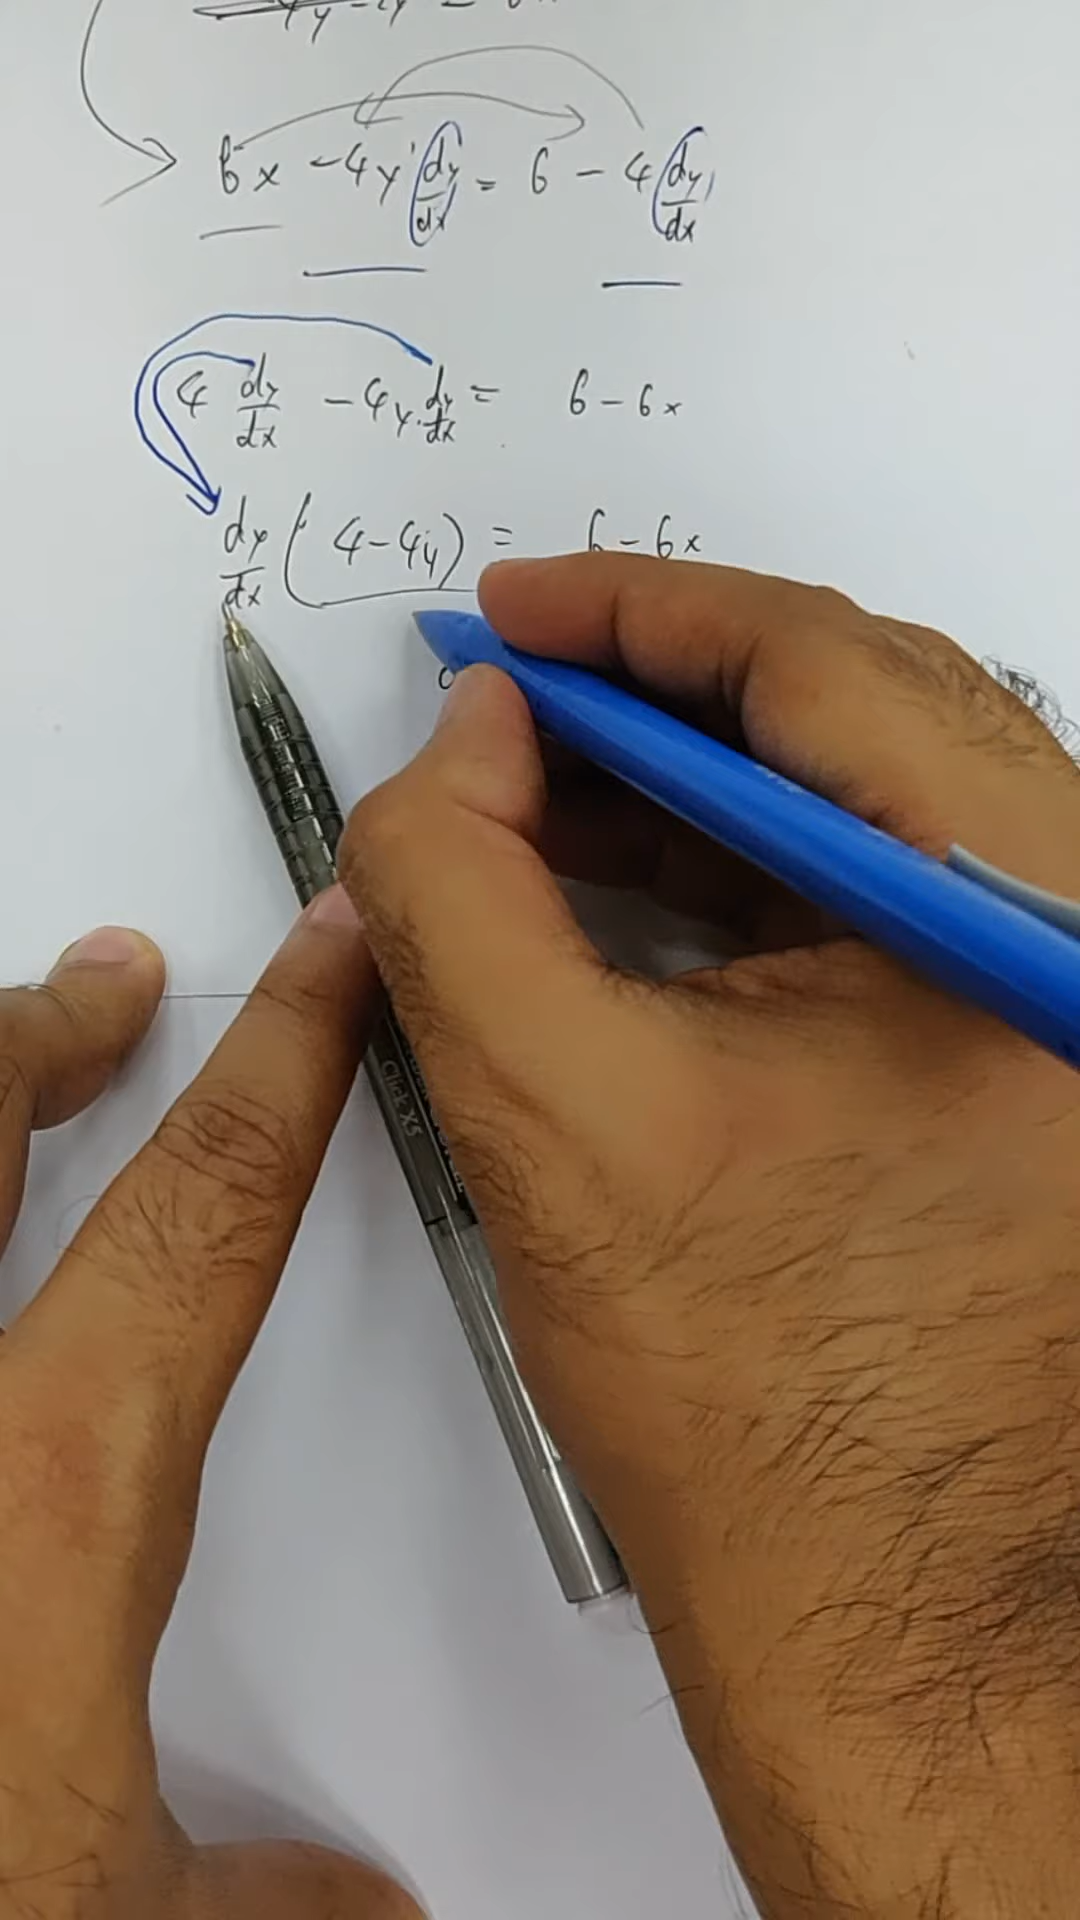 6x - 4y dy/dx = 6 - 4 dy/dx
4 dy/dx - 4y · dy/dx = 6 - 6x
dy/dx (4 - 4y) = 6 - 6x
Click X5